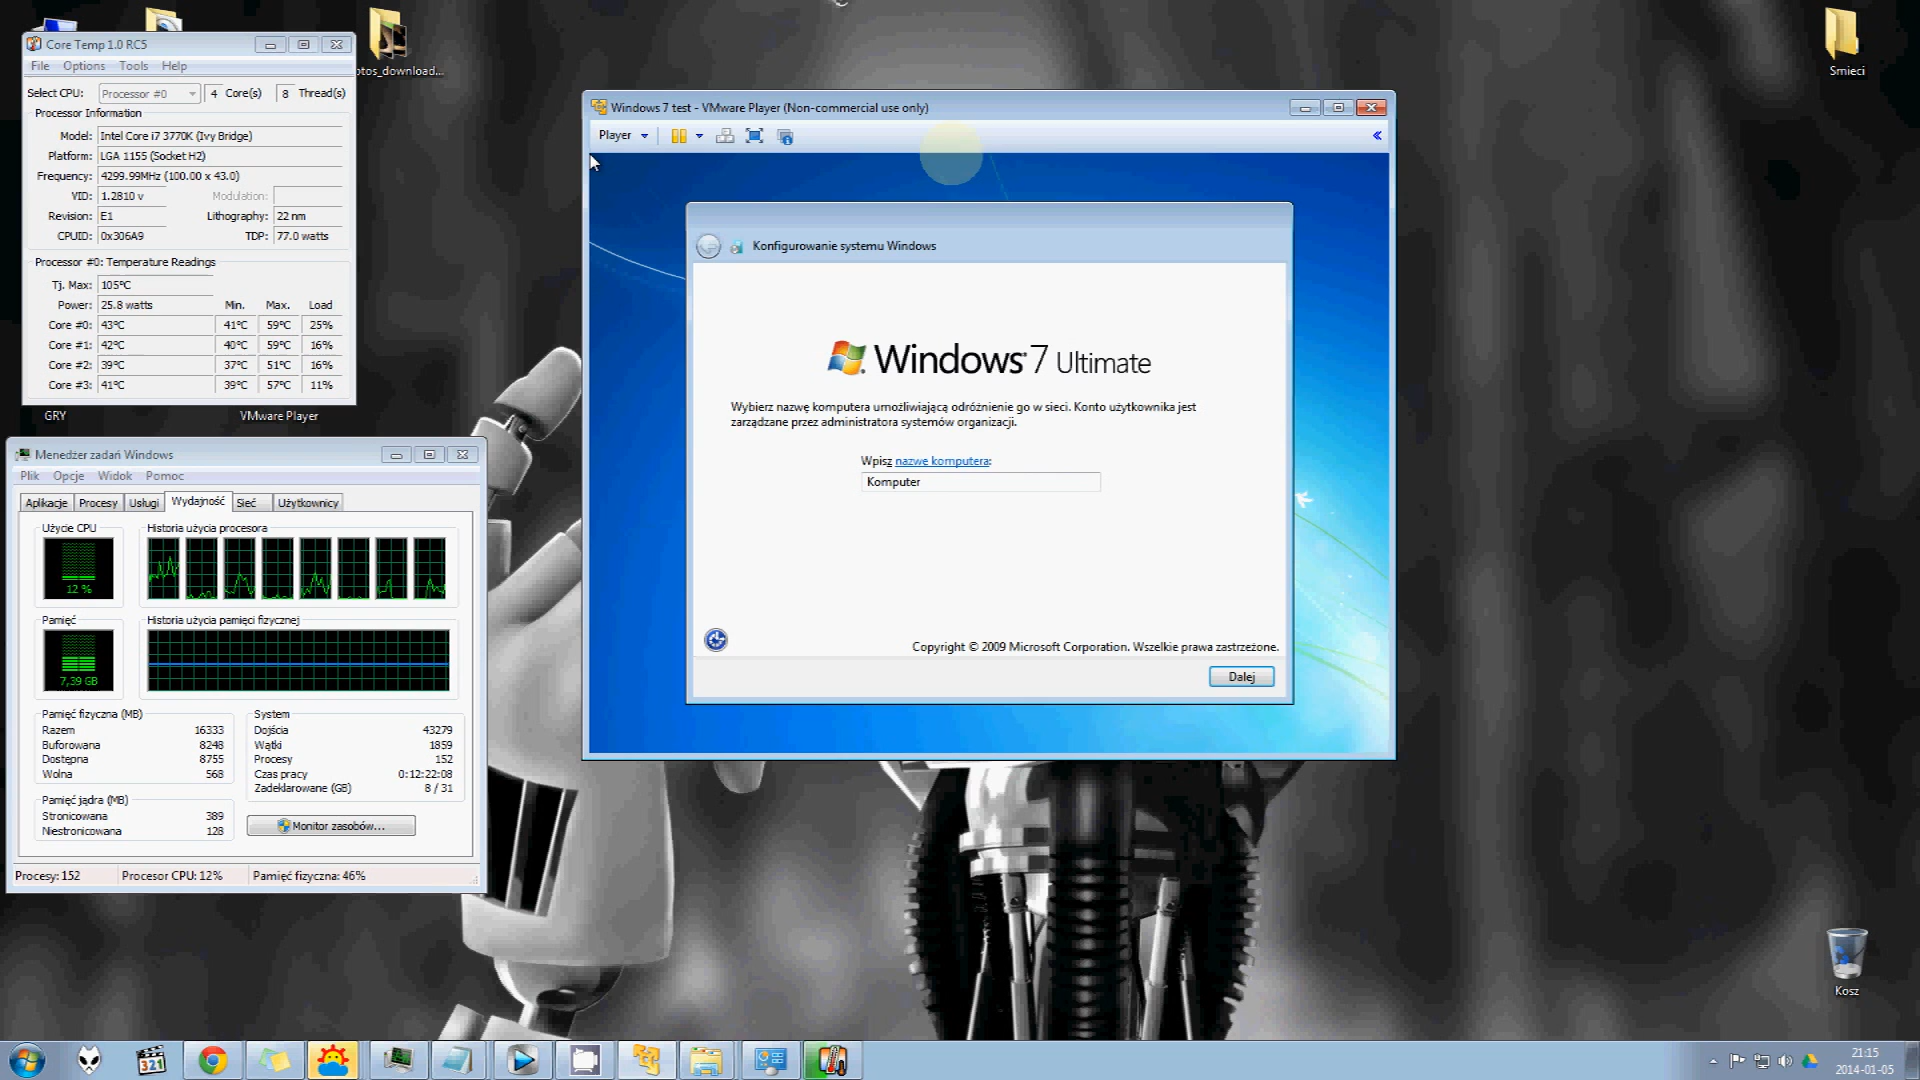 Core Temp 1.0 RC5
File Options Tools Help
Select CPU: Processor #0 4 Core(s) 8 Thread(s)
Processor Information
Model: Intel Core i7 3770K (Ivy Bridge)
Platform: LGA 1155 (Socket H2)
Frequency: 4299.99MHz (100.00 x 43.0)
VID: 1.2810 v Modulation:
Revision: E1 Lithography: 22 nm
CPUID: 0x306A9 TDP: 77.0 watts
Processor #0: Temperature Readings
Tj. Max: 105°C
Power: 25.8 watts Min. Max. Load
Core #0: 43°C 41°C 59°C 25%
Core #1: 42°C 40°C 59°C 16%
Core #2: 39°C 37°C 51°C 16%
Core #3: 41°C 39°C 57°C 11%
GRY
VMware Player
Menedżer zadań Windows
Plik Opcje Widok Pomoc
Aplikacje Procesy Usługi Wydajność Sieć Użytkownicy
Użycie CPU
12 %
Historia użycia procesora
Pamięć
7,39 GB
Historia użycia pamięci fizycznej
Pamięć fizyczna (MB)
Razem 16333
Buforowana 8248
Dostępna 8755
Wolna 568
Pamięć jądra (MB)
Stronicowana 389
Niestronicowana 128
System
Dojścia 43279
Wątki 1859
Procesy 152
Czas pracy 0:12:22:08
Zadeklarowane (GB) 8 / 31
Monitor zasobów...
Procesy: 152 Procesor CPU: 12% Pamięć fizyczna: 46%
Windows 7 test - VMware Player (Non-commercial use only)
Player
Konfigurowanie systemu Windows
Windows 7 Ultimate
Wybierz nazwę komputera umożliwiającą odróżnienie go w sieci. Konto użytkownika jest
zarządzane przez administratora systemów organizacji.
Wpisz nazwę komputera:
Komputer
Copyright © 2009 Microsoft Corporation. Wszelkie prawa zastrzeżone.
Dalej
Smieci
Kosz
321
21:15
2014-01-05